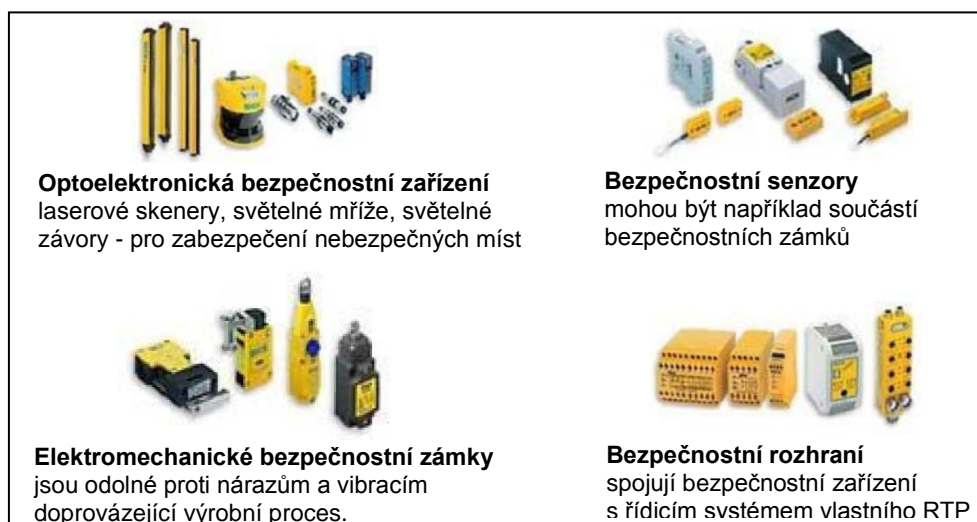 Optoelektronická bezpečnostní zařízení
laserové skenery, světelné mříže, světelné
závory - pro zabezpečení nebezpečných míst
Bezpečnostní senzory
mohou být například součástí
bezpečnostních zámků
Elektromechanické bezpečnostní zámky
jsou odolné proti nárazům a vibracím
doprovázející výrobní proces.
Bezpečnostní rozhraní
spojují bezpečnostní zařízení
s řídicím systémem vlastního RTP